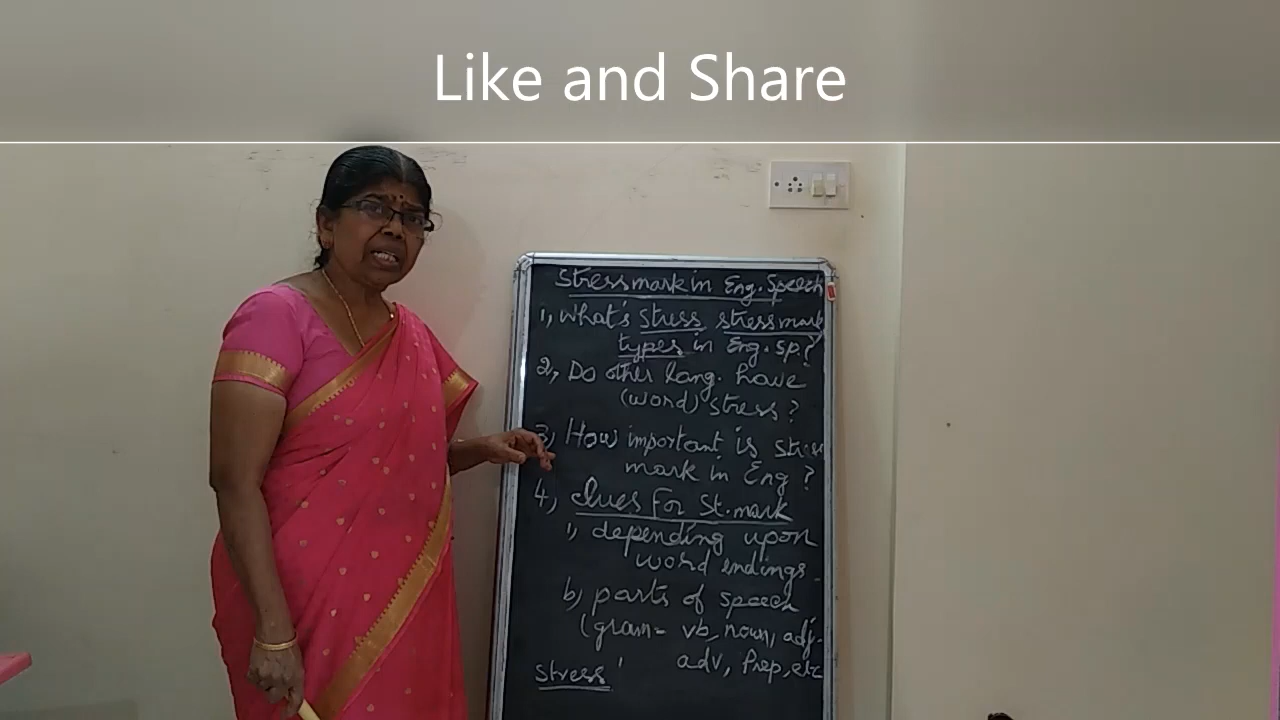 Like and Share
Stress mark in Eng. Speech
1, What's stress stress mark
types in Eng. sp.?
2, Do other lang. have
(word) stress?
3, How important is stress
mark in Eng?
4, Clues For St. mark
1, depending upon
word endings.
b, parts of speech
(gram= vb, noun, adj.
adv, Prep, etc
Stress '